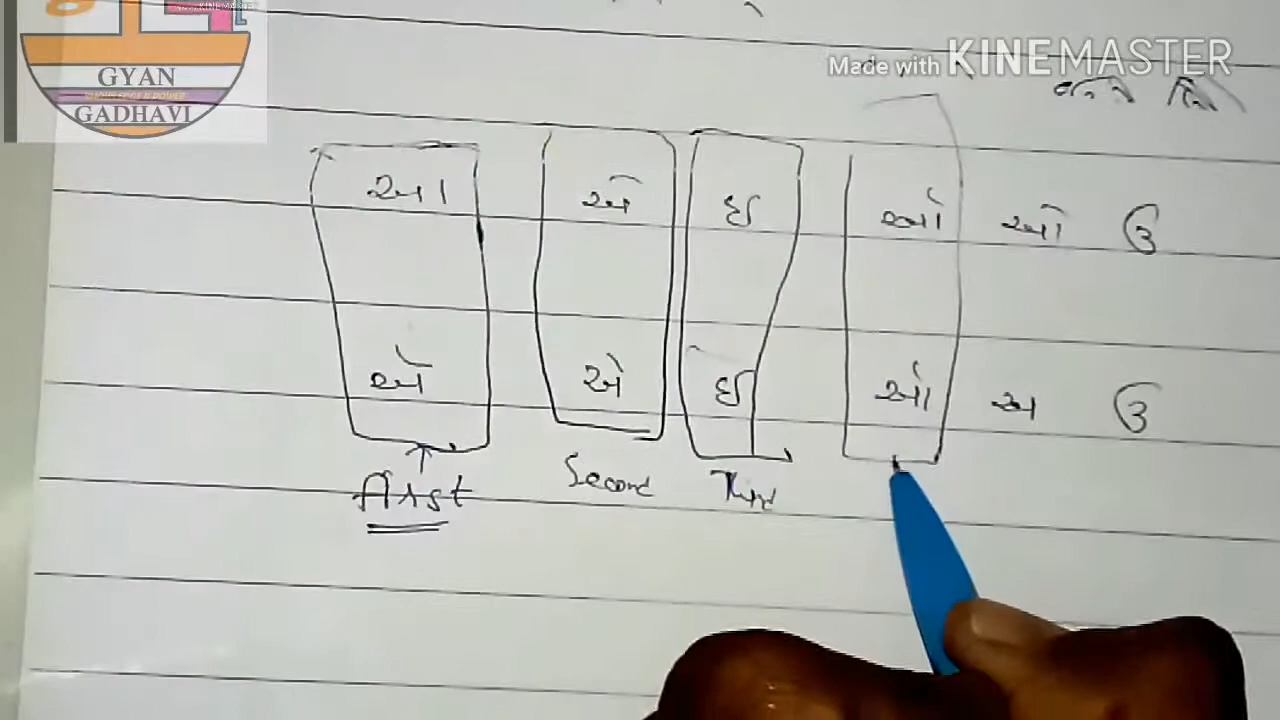 GYAN
GADHAVI
Made with KINEMASTER
આ ઍ ઇ ઓ ઑ ઉ
ઍ એ ઇ ઓ અ ઉ
first Second Third